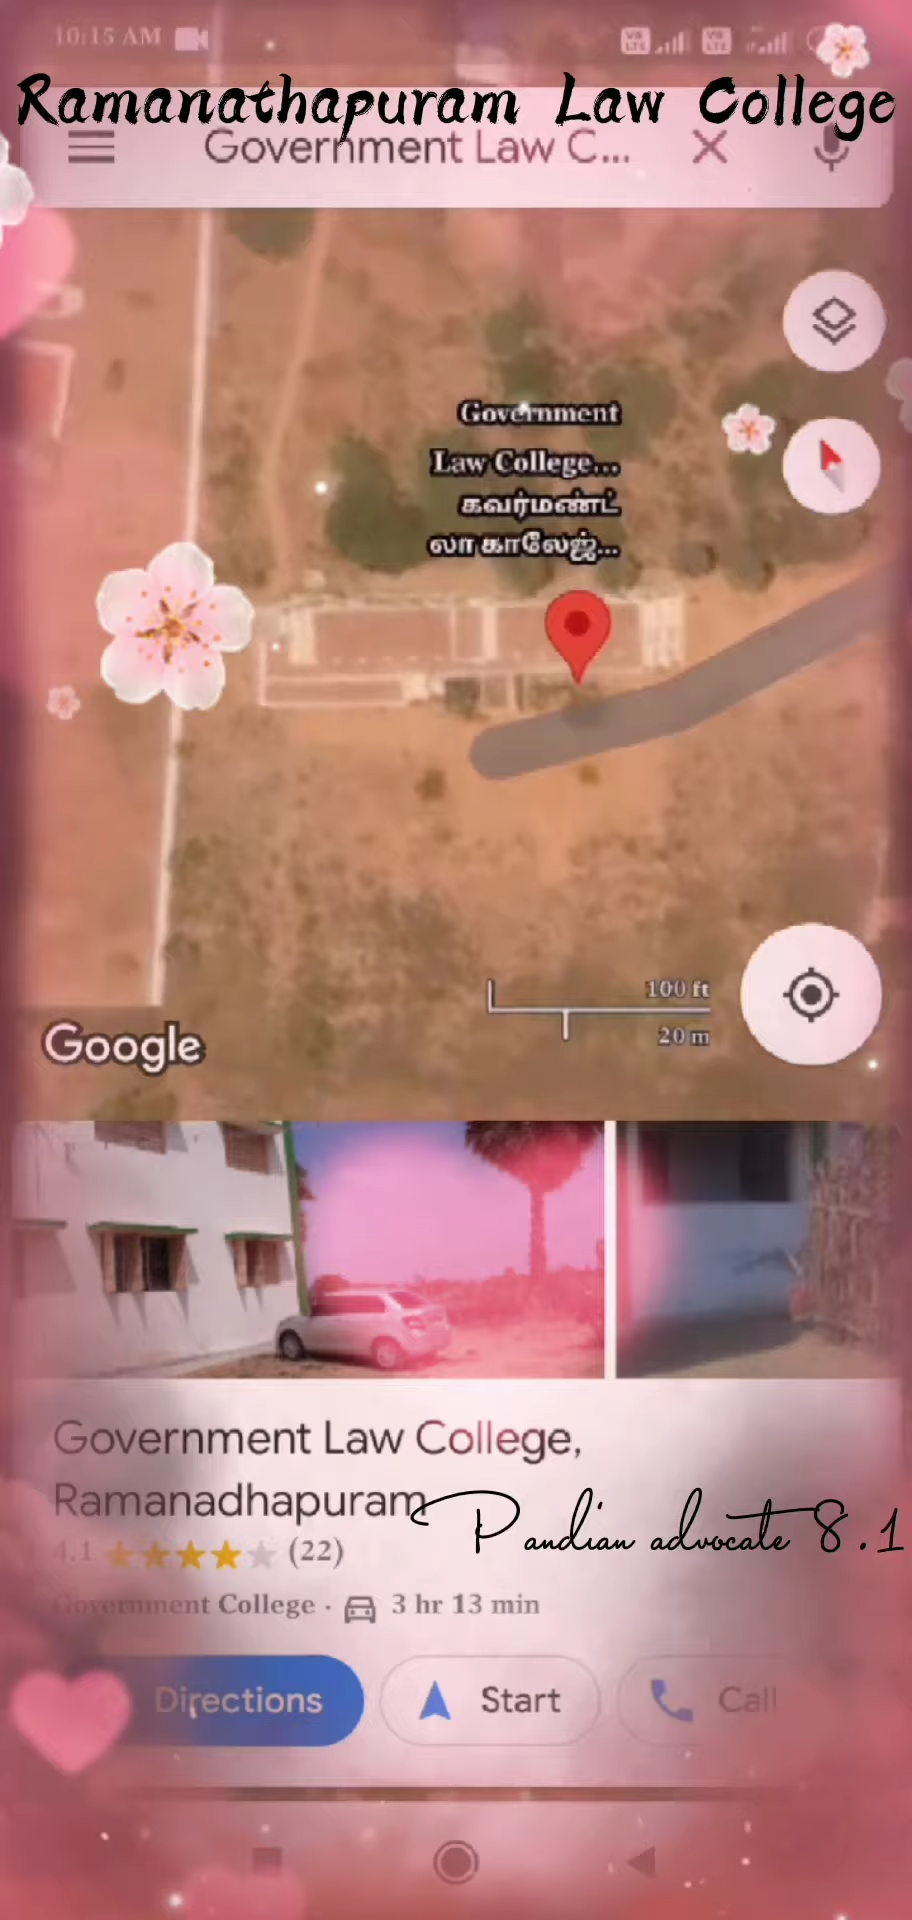 10:15 AM
Ramanathapuram Law College
Government Law C...
Government
Law College...
கவர்மண்ட்
லா காலேஜ்...
100 ft
20 m
Google
Government Law College,
Ramanadhapuram
Pandian advocate 8.1
4.1 (22)
Government College · 3 hr 13 min
Directions
Start
Call